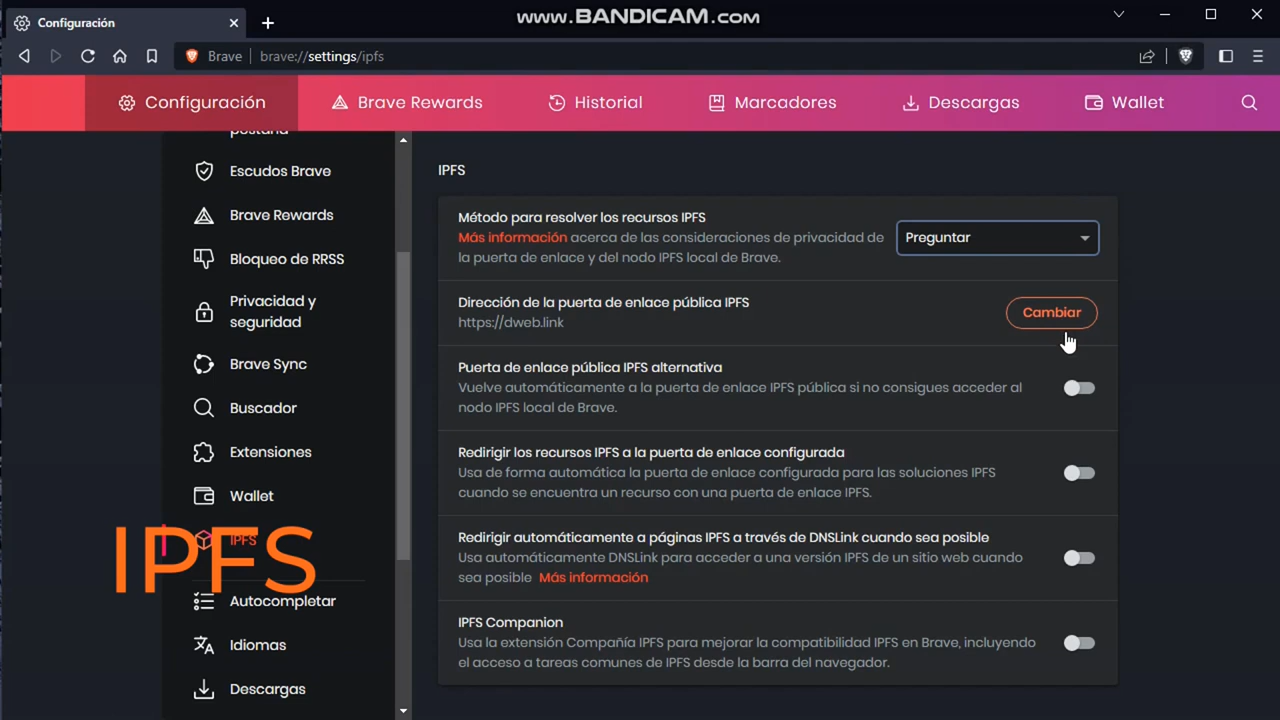 Configuración
www.BANDICAM.com
Brave
brave://settings/ipfs
Configuración
Brave Rewards
Historial
Marcadores
Descargas
Wallet
pestaña
Escudos Brave
Brave Rewards
Bloqueo de RRSS
Privacidad y
seguridad
Brave Sync
Buscador
Extensiones
Wallet
IPFS
IPFS
Autocompletar
Idiomas
Descargas
IPFS
Método para resolver los recursos IPFS
Más información acerca de las consideraciones de privacidad de
la puerta de enlace y del nodo IPFS local de Brave.
Preguntar
Dirección de la puerta de enlace pública IPFS
https://dweb.link
Cambiar
Puerta de enlace pública IPFS alternativa
Vuelve automáticamente a la puerta de enlace IPFS pública si no consigues acceder al
nodo IPFS local de Brave.
Redirigir los recursos IPFS a la puerta de enlace configurada
Usa de forma automática la puerta de enlace configurada para las soluciones IPFS
cuando se encuentra un recurso con una puerta de enlace IPFS.
Redirigir automáticamente a páginas IPFS a través de DNSLink cuando sea posible
Usa automáticamente DNSLink para acceder a una versión IPFS de un sitio web cuando
sea posible Más información
IPFS Companion
Usa la extensión Compañía IPFS para mejorar la compatibilidad IPFS en Brave, incluyendo
el acceso a tareas comunes de IPFS desde la barra del navegador.